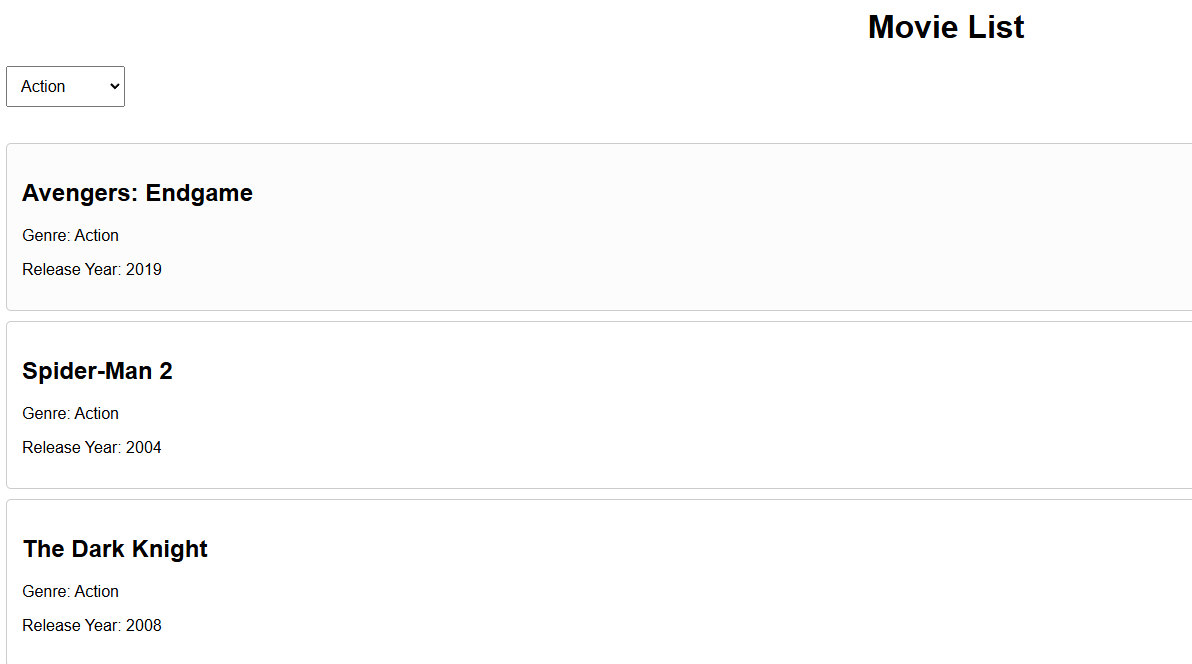 Movie List
Action
Avengers: Endgame
Genre: Action
Release Year: 2019
Spider-Man 2
Genre: Action
Release Year: 2004
The Dark Knight
Genre: Action
Release Year: 2008